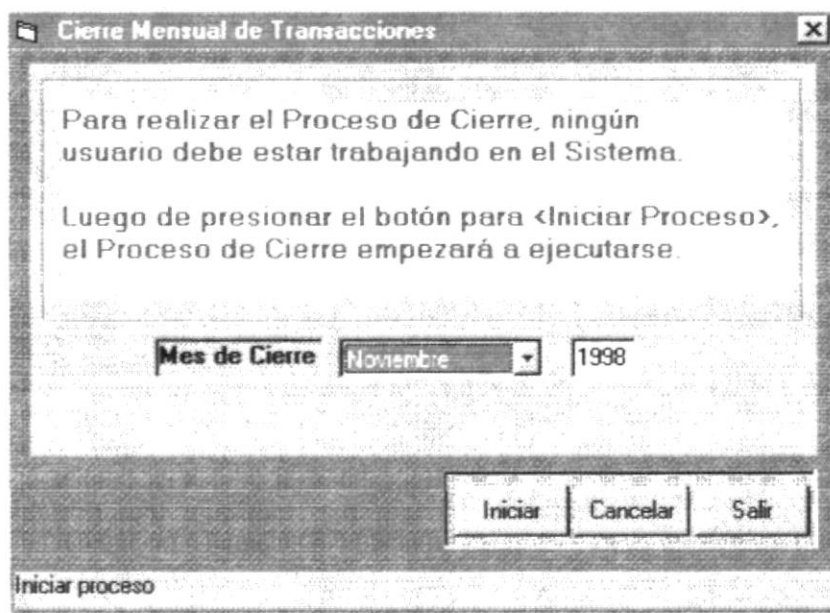 Cierre Mensual de Transacciones
Para realizar el Proceso de Cierre, ningún
usuario debe estar trabajando en el Sistema.
Luego de presionar el botón para <Iniciar Proceso>,
el Proceso de Cierre empezará a ejecutarse.
Mes de Cierre Noviembre 1998
Iniciar Cancelar Salir
Iniciar proceso